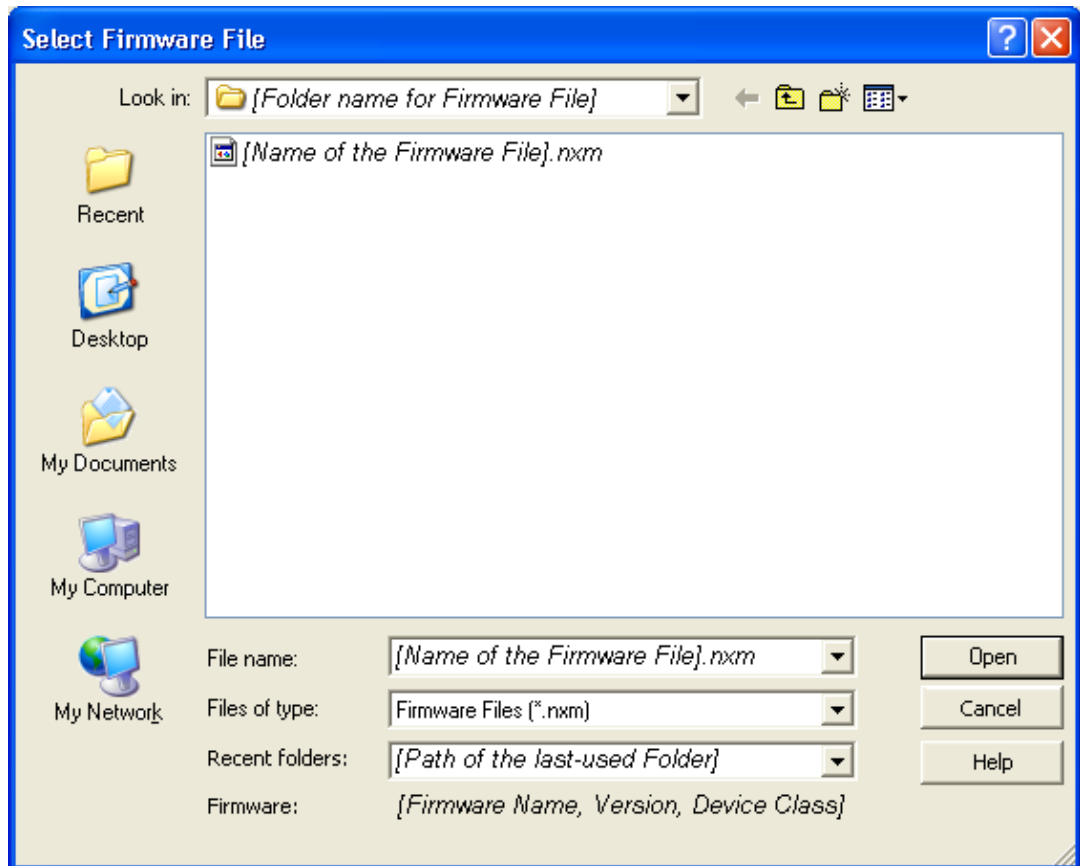 Select Firmware File
Look in: [Folder name for Firmware File]
[Name of the Firmware File].nxm
Recent
Desktop
My Documents
My Computer
My Network
File name: [Name of the Firmware File].nxm Open
Files of type: Firmware Files (*.nxm) Cancel
Recent folders: [Path of the last-used Folder] Help
Firmware: [Firmware Name, Version, Device Class]